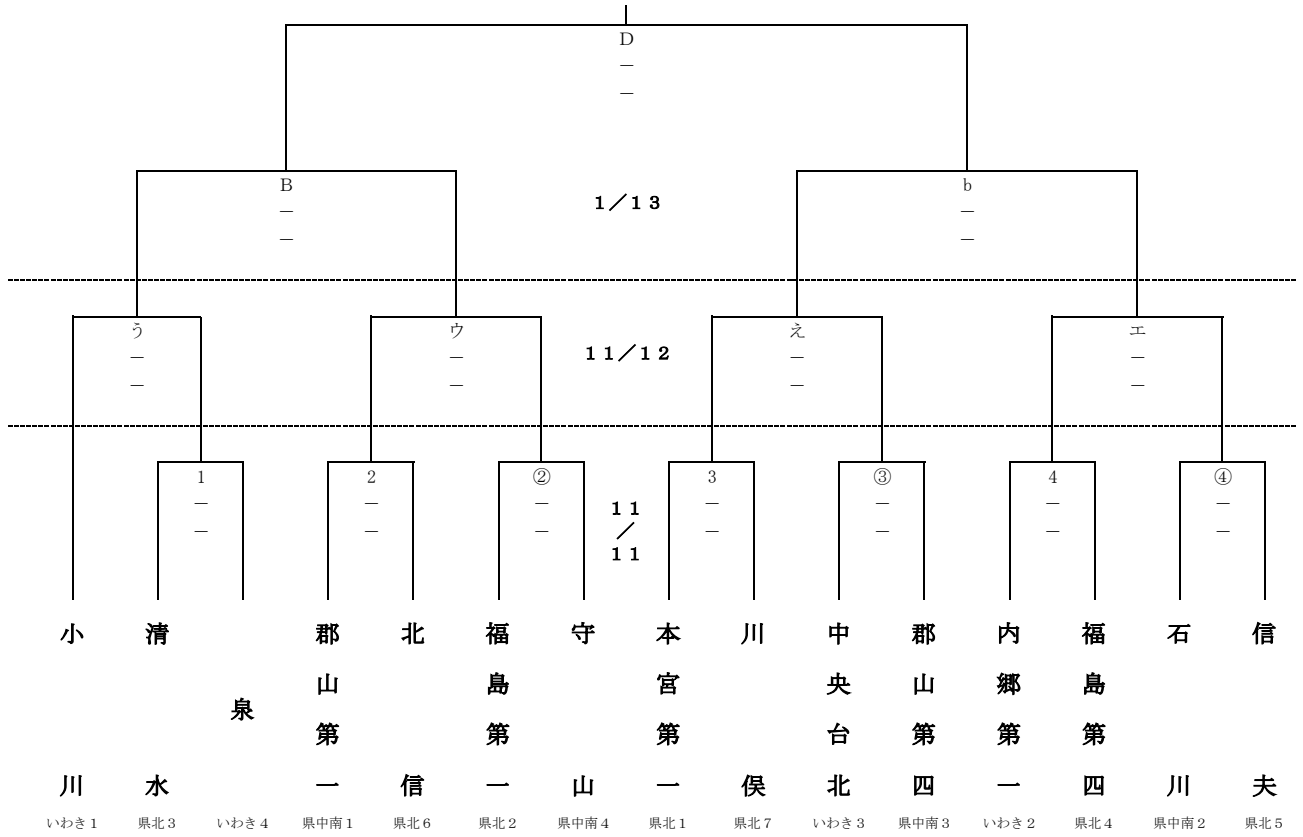 D
－
－
B
－
－
1／13
b
－
－
う
－
－
ウ
－
－
11／12
え
－
－
エ
－
－
1
－
－
2
－
－
②
－
－
11
／
11
3
－
－
③
－
－
4
－
－
④
－
－
小川
清水
泉
郡山第一
北信
福島第一
守山
本宮第一
川俣
中央台北
郡山第四
内郷第一
福島第四
石川
信夫
いわき1
県北3
いわき4
県中南1
県北6
県北2
県中南4
県北1
県北7
いわき3
県中南3
いわき2
県北4
県中南2
県北5